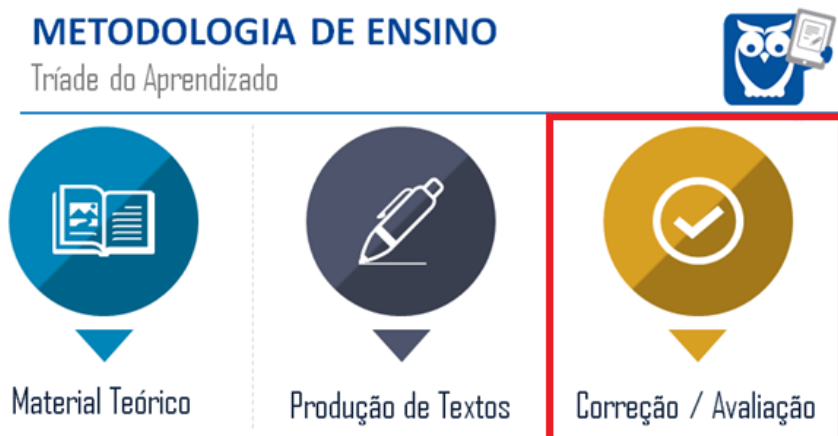 METODOLOGIA DE ENSINO
Tríade do Aprendizado
Material Teórico
Produção de Textos
Correção / Avaliação